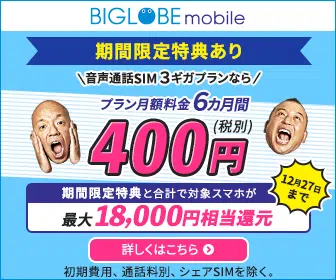 BIGLOBE mobile
期間限定特典あり
\音声通話SIM 3ギガプランなら/
プラン月額料金 6カ月間
400円(税別)
12月27日まで
期間限定特典と合計で対象スマホが
最大18,000円相当還元
詳しくはこちら
初期費用、通話料別、シェアSIMを除く。